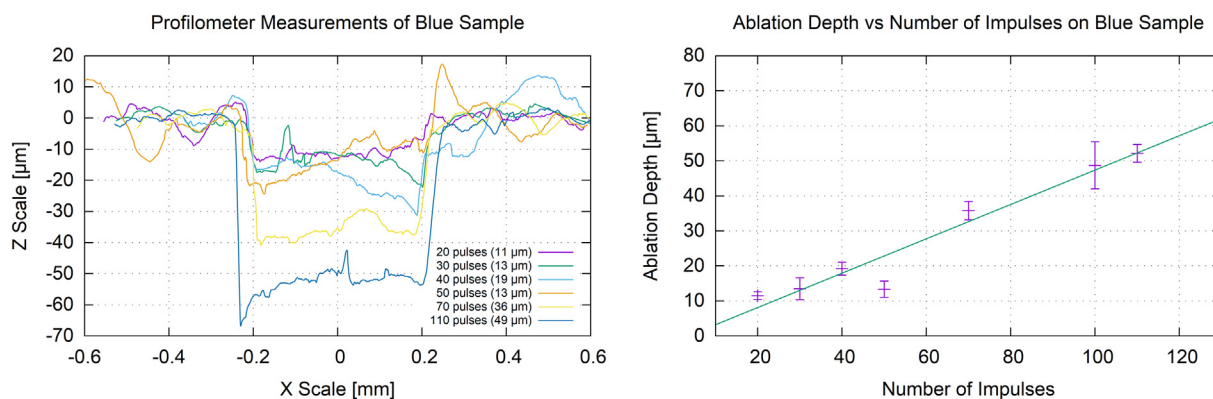 Profilometer Measurements of Blue Sample
20
10
0
-10
-20
-30
-40
-50
-60
-70
Z Scale [µm]
20 pulses (11 µm)
30 pulses (13 µm)
40 pulses (19 µm)
50 pulses (13 µm)
70 pulses (36 µm)
110 pulses (49 µm)
-0.6 -0.4 -0.2 0 0.2 0.4 0.6
X Scale [mm]
Ablation Depth vs Number of Impulses on Blue Sample
80
70
60
50
40
30
20
10
0
Ablation Depth [µm]
20 40 60 80 100 120
Number of Impulses